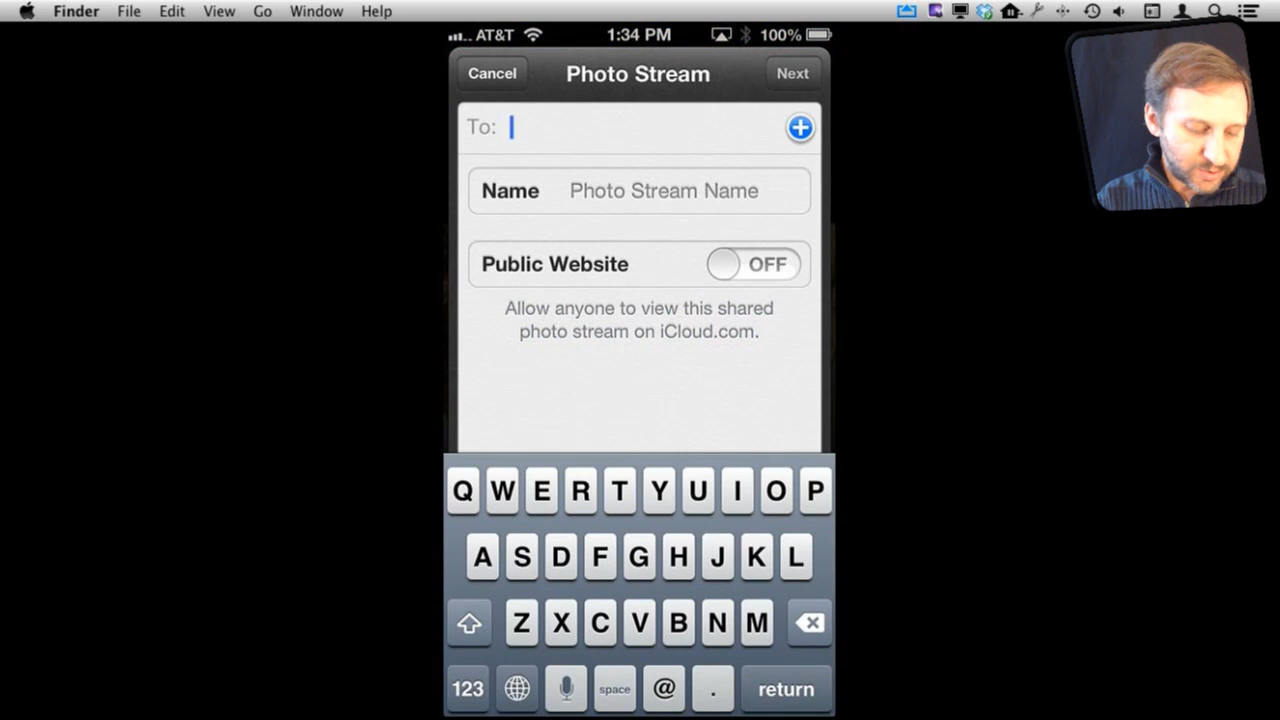 Finder File Edit View Go Window Help
AT&T 1:34 PM 100%
Cancel Photo Stream Next
To:
Name Photo Stream Name
Public Website OFF
Allow anyone to view this shared
photo stream on iCloud.com.
Q W E R T Y U I O P
A S D F G H J K L
Z X C V B N M
123 space @ . return